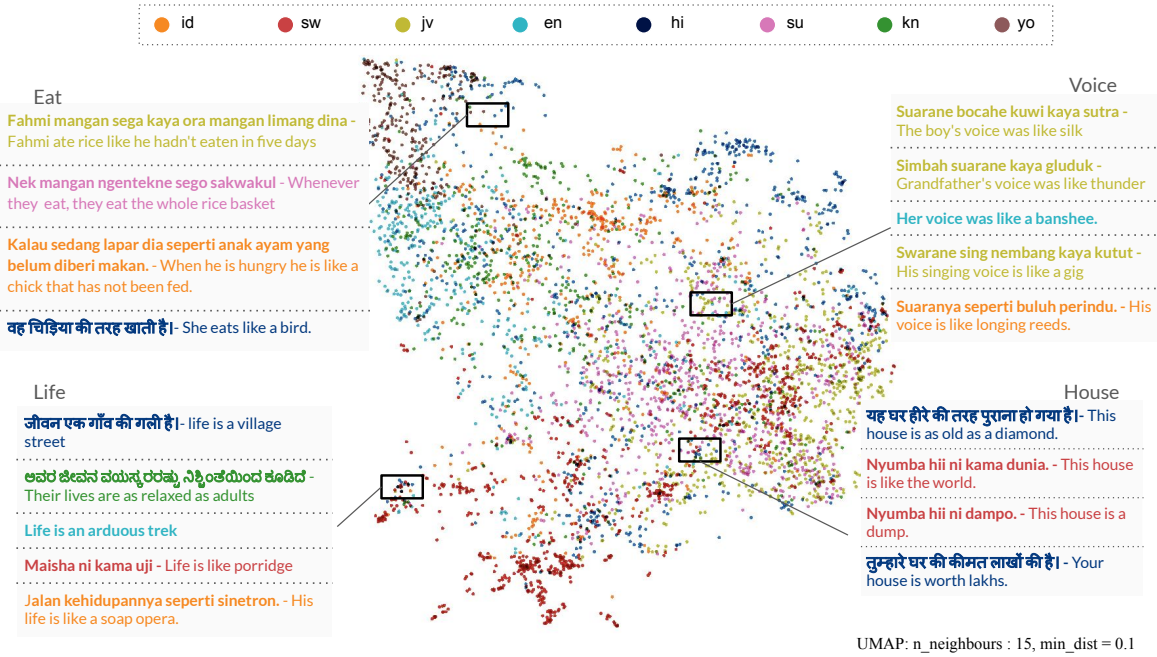 id sw jv en hi su kn yo
Eat
Fahmi mangan sega kaya ora mangan limang dina -
Fahmi ate rice like he hadn't eaten in five days
Nek mangan ngentekne sego sakwakul - Whenever
they eat, they eat the whole rice basket
Kalau sedang lapar dia seperti anak ayam yang
belum diberi makan. - When he is hungry he is like a
chick that has not been fed.
वह चिड़िया की तरह खाती है।- She eats like a bird.
Voice
Suarane bocahe kuwi kaya sutra -
The boy's voice was like silk
Simbah suarane kaya gluduk -
Grandfather's voice was like thunder
Her voice was like a banshee.
Swarane sing nembang kaya kutut -
His singing voice is like a gig
Suaranya seperti buluh perindu. - His
voice is like longing reeds.
Life
जीवन एक गाँव की गली है।- life is a village
street
ಅವರ ಜೀವನ ವಯಸ್ಕರರಷ್ಟು ನಿಶ್ಚಿಂತೆಯಿಂದ ಕೂಡಿದೆ -
Their lives are as relaxed as adults
Life is an arduous trek
Maisha ni kama uji - Life is like porridge
Jalan kehidupannya seperti sinetron. - His
life is like a soap opera.
House
यह घर हीरे की तरह पुराना हो गया है।- This
house is as old as a diamond.
Nyumba hii ni kama dunia. - This house
is like the world.
Nyumba hii ni dampo. - This house is a
dump.
तुम्हारे घर की कीमत लाखों की है। - Your
house is worth lakhs.
UMAP: n_neighbours : 15, min_dist = 0.1